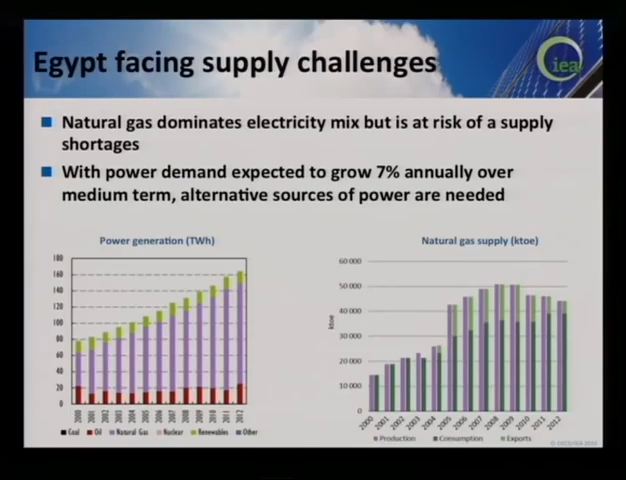 Egypt facing supply challenges
iea
Natural gas dominates electricity mix but is at risk of a supply
shortages
With power demand expected to grow 7% annually over
medium term, alternative sources of power are needed
Power generation (TWh)
180
160
140
120
100
80
60
40
20
0
2000 2001 2002 2003 2004 2005 2006 2007 2008 2009 2010 2011 2012
Coal Oil Natural Gas Nuclear Renewables Other
Natural gas supply (ktoe)
60 000
50 000
40 000
30 000
20 000
10 000
0
ktoe
2000 2001 2002 2003 2004 2005 2006 2007 2008 2009 2010 2011 2012
Production Consumption Exports
© OECD/IEA